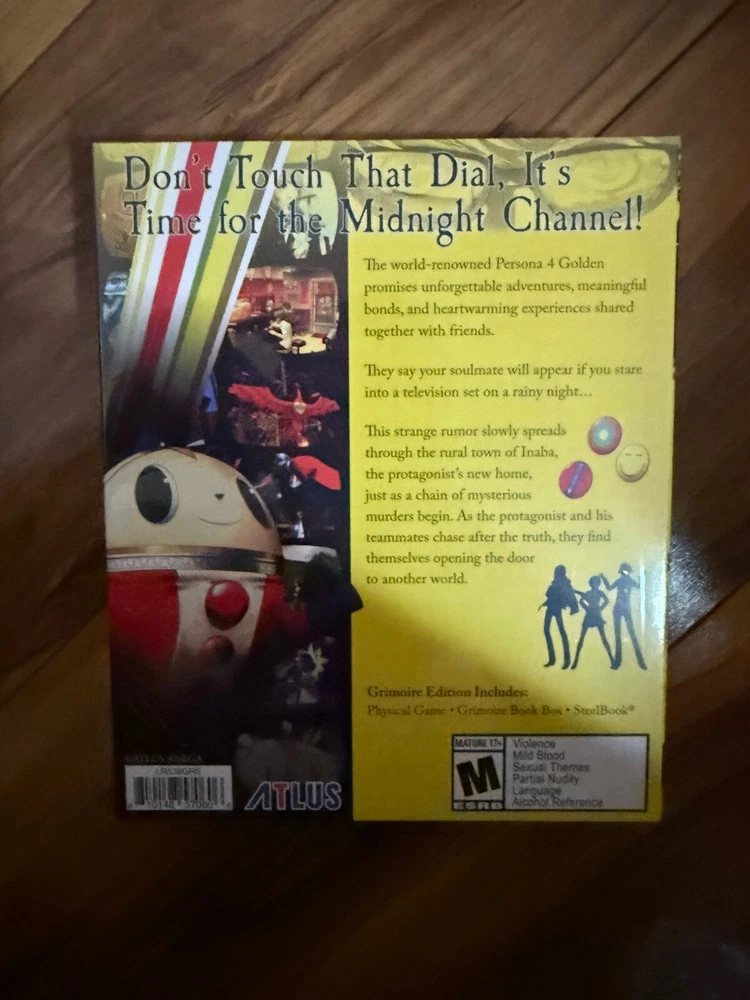 Don't Touch That Dial, It's
Time for the Midnight Channel!
The world-renowned Persona 4 Golden
promises unforgettable adventures, meaningful
bonds, and heartwarming experiences shared
together with friends.
They say your soulmate will appear if you stare
into a television set on a rainy night...
This strange rumor slowly spreads
through the rural town of Inaba,
the protagonist's new home,
just as a chain of mysterious
murders begin. As the protagonist and his
teammates chase after the truth, they find
themselves opening the door
to another world.
Grimoire Edition Includes:
Physical Game • Grimoire Book Box • SteelBook®
©ATLUS. ©SEGA
ATLUS
MATURE 17+
M
ESRB
Violence
Mild Blood
Sexual Themes
Partial Nudity
Language
Alcohol Reference